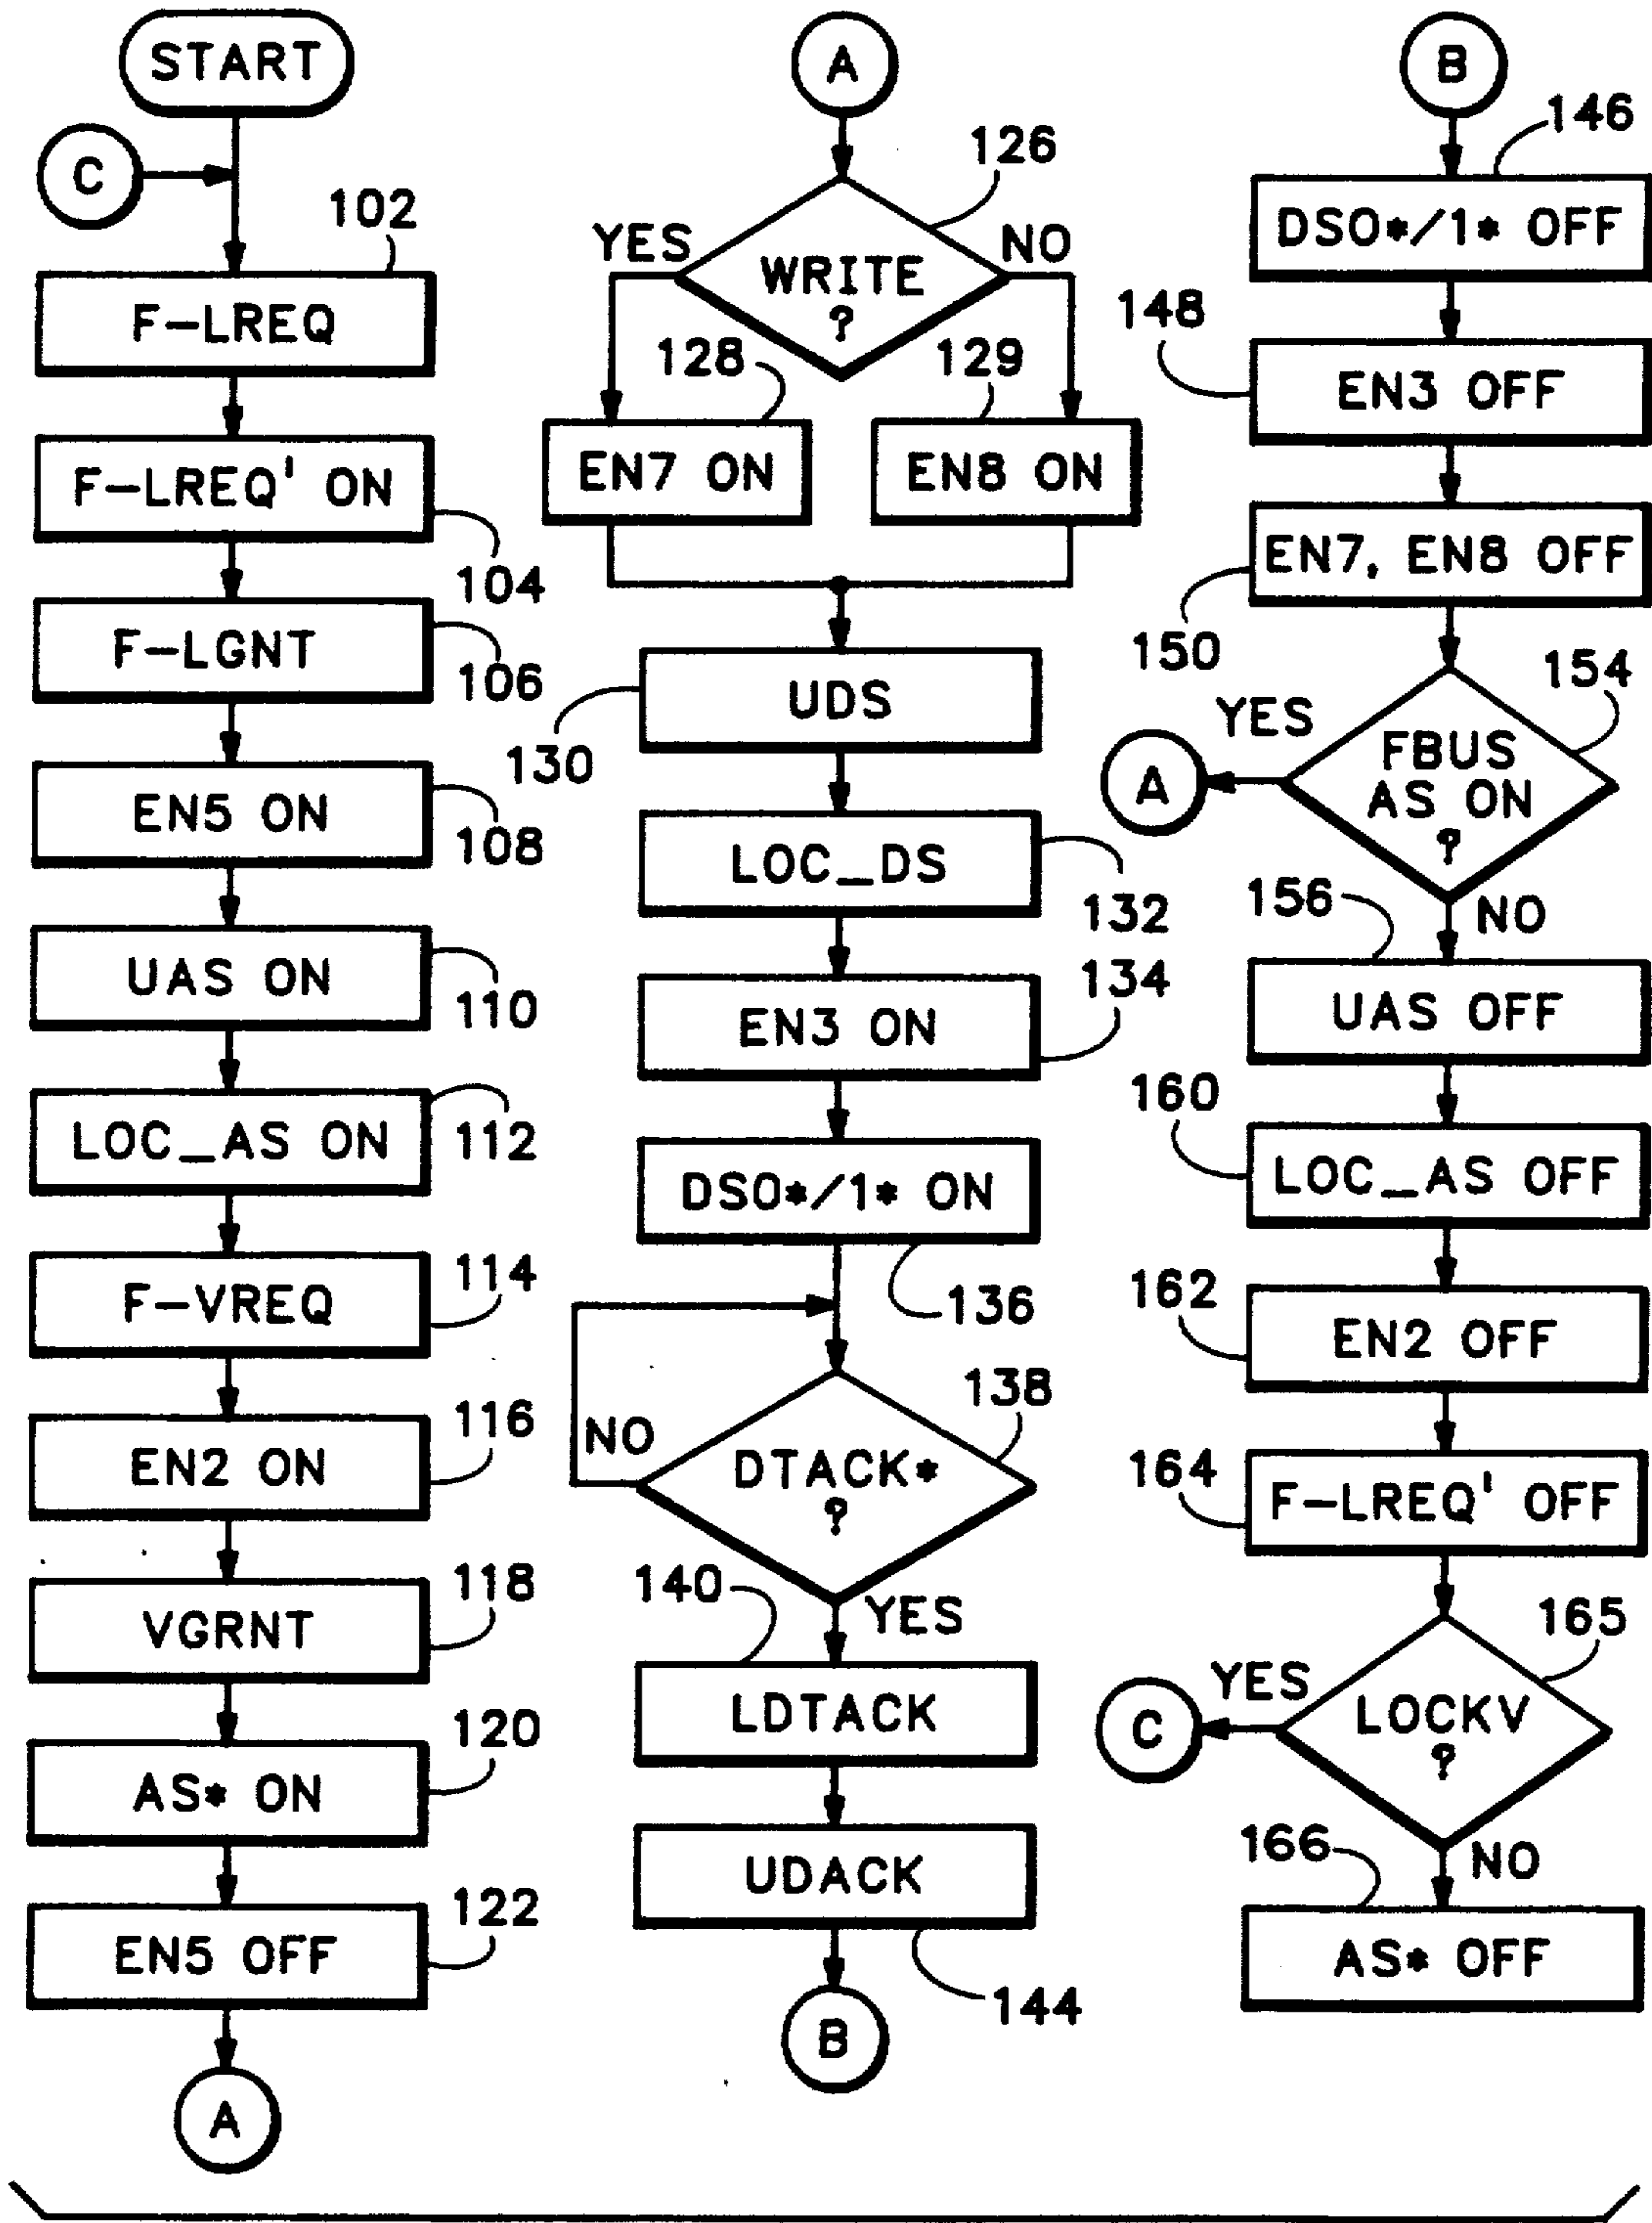 START
C
102
F-LREQ
F-LREQ' ON
104
F-LGNT
106
EN5 ON
108
UAS ON
110
LOC_AS ON
112
F-VREQ
114
EN2 ON
116
VGRNT
118
AS* ON
120
EN5 OFF
122
A
A
126
YES
NO
WRITE
?
128
129
EN7 ON
EN8 ON
UDS
130
LOC_DS
132
EN3 ON
134
DS0*/1* ON
136
138
NO
DTACK*
?
140
YES
LDTACK
UDACK
144
B
B
146
DS0*/1* OFF
148
EN3 OFF
EN7, EN8 OFF
150
154
YES
FBUS
AS ON
?
A
156
NO
UAS OFF
160
LOC_AS OFF
162
EN2 OFF
164
F-LREQ' OFF
165
YES
LOCKV
?
C
166
NO
AS* OFF